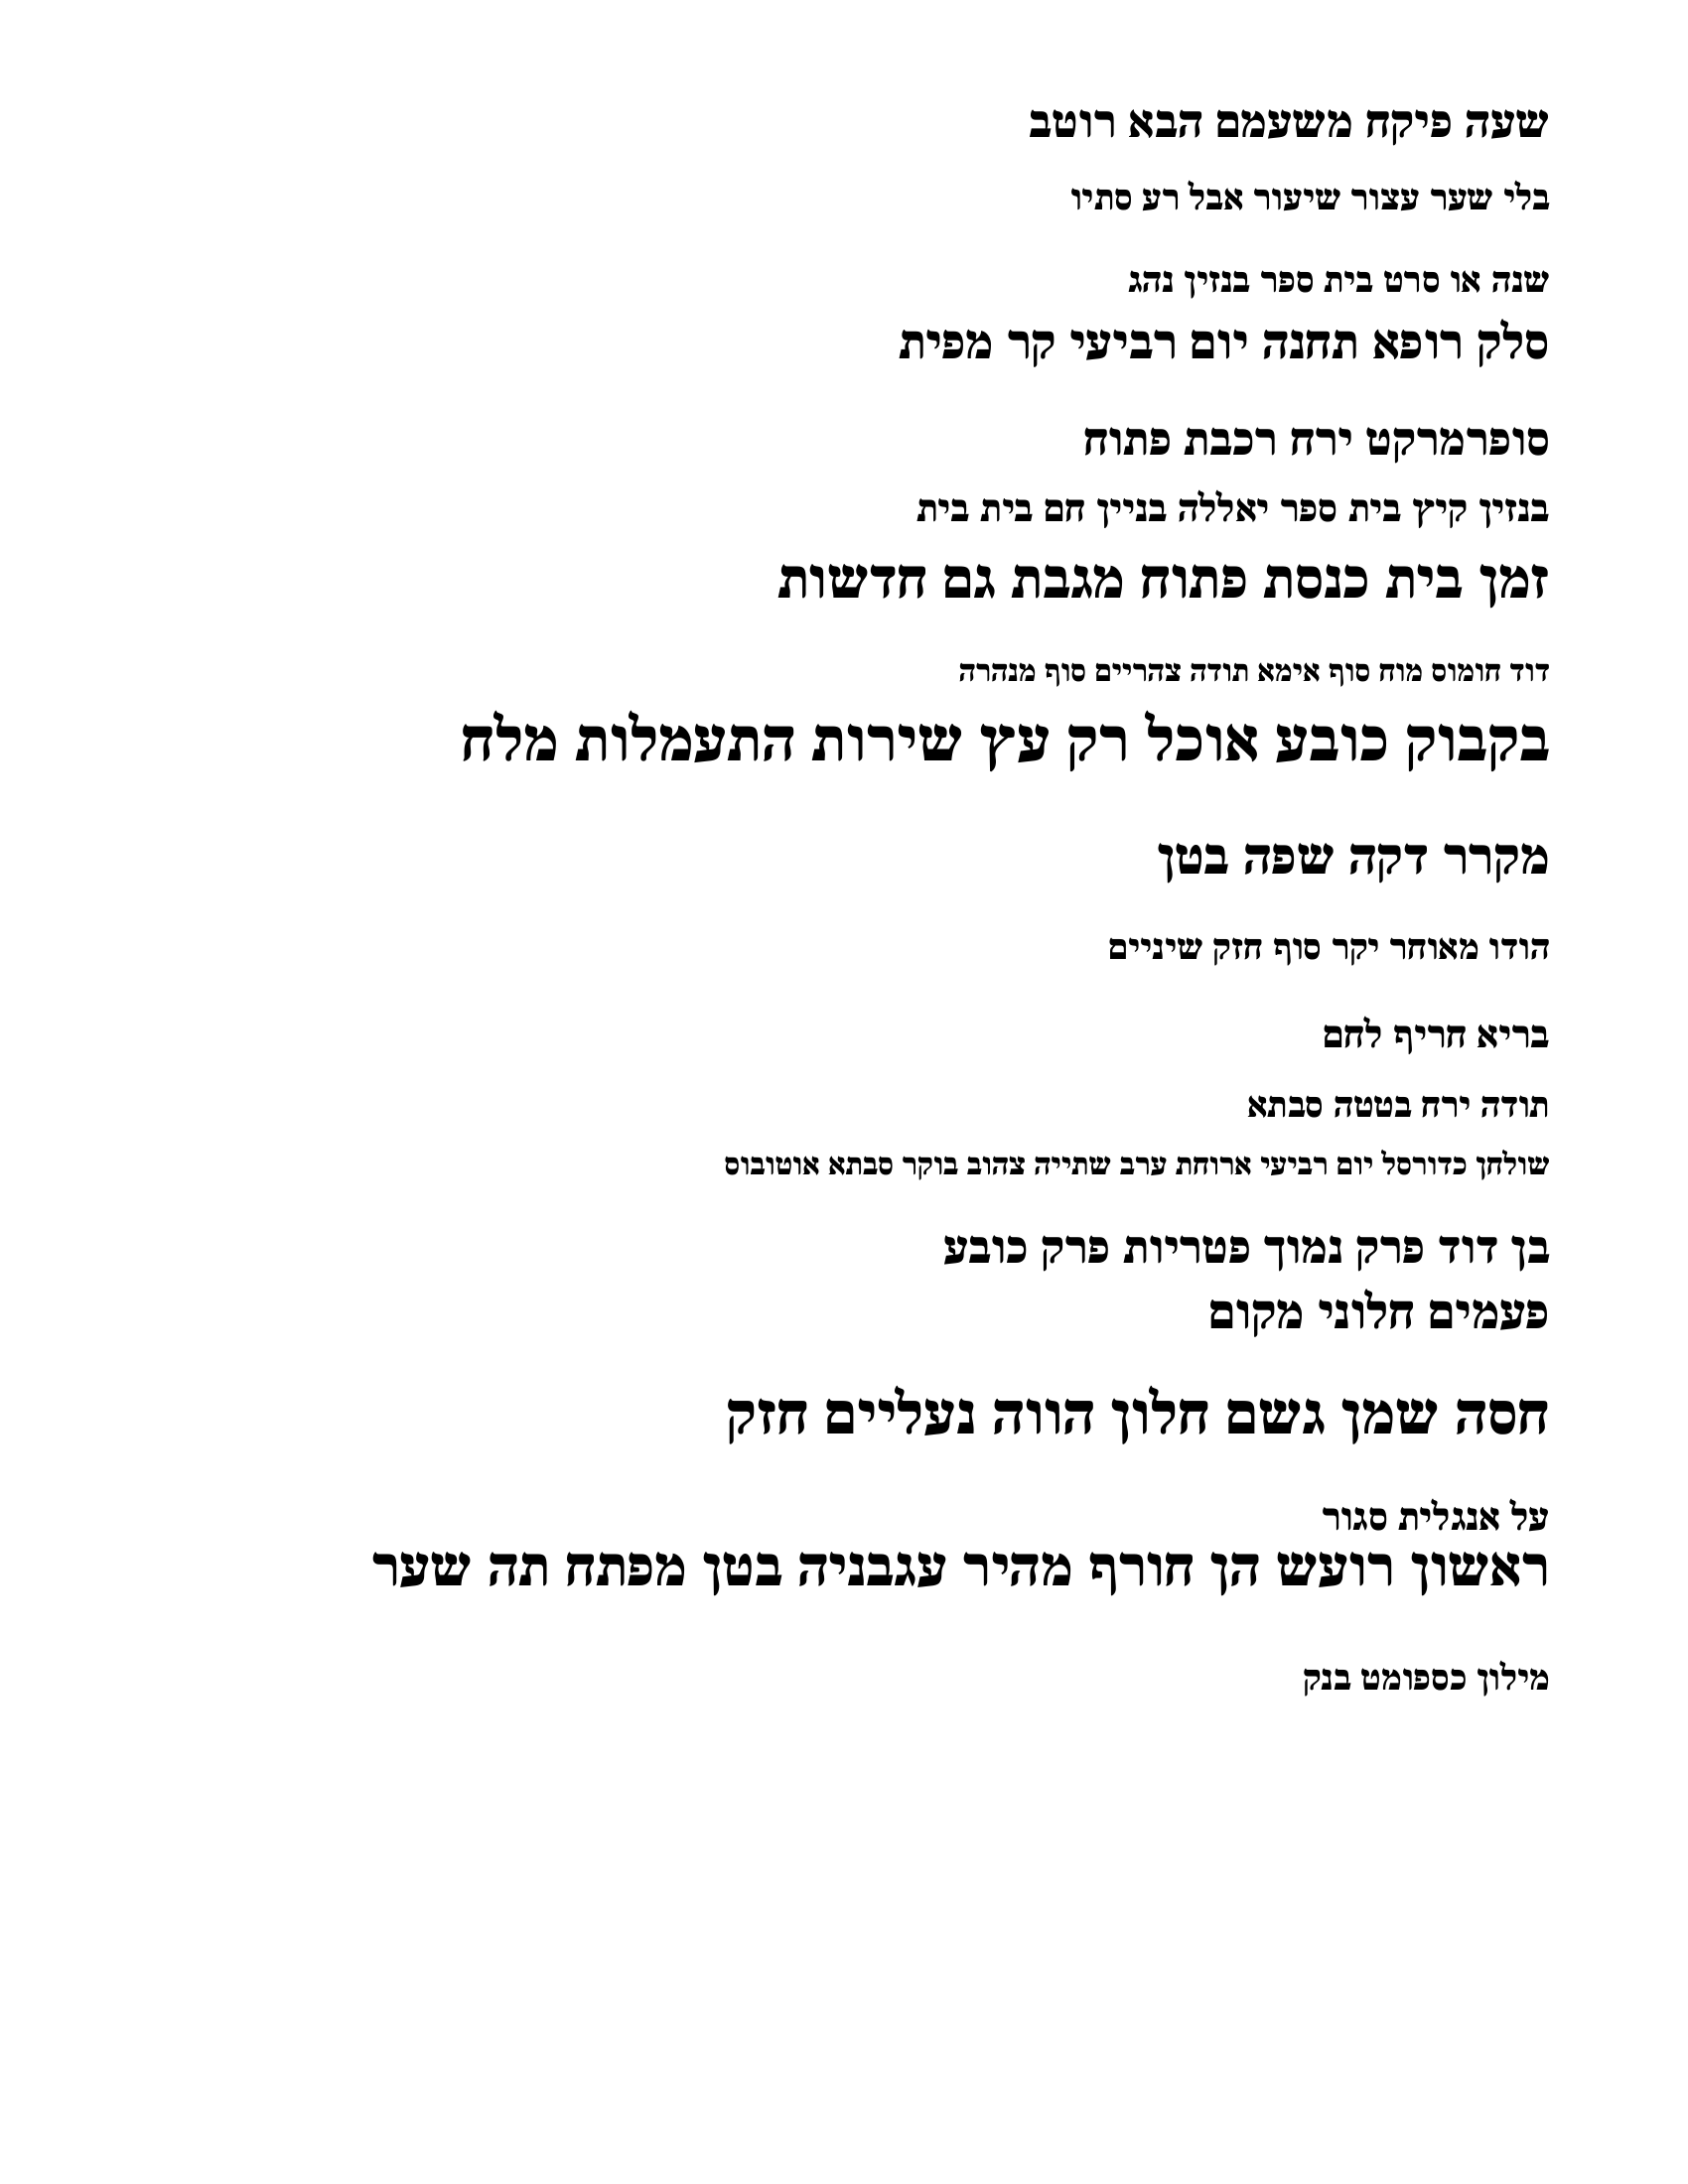 שעה פיקח משעמם הבא רוטב
בלי שער עצור שיעור אבל רע סתיו
שנה או סרט בית ספר בנזין נהג
סלק רופא תחנה יום רביעי קר מפית
סופרמרקט ירח רכבת פתוח
בנזין קיץ בית ספר יאללה בניין חם בית בית
זמן בית כנסת פתוח מגבת גם חדשות
דוד חומוס מוח סוף אימא תודה צהריים סוף מנהרה
בקבוק כובע אוכל רק עץ שירות התעמלות מלח
מקרר דקה שפה בטן
הודו מאוחר יקר סוף חזק שיניים
בריא חריף לחם
תודה ירח בטטה סבתא
שולחן כדורסל יום רביעי ארוחת ערב שתייה צהוב בוקר סבתא אוטובוס
בן דוד פרק נמוך פטריות פרק כובע
פעמים חלוני מקום
חסה שמן גשם חלון הווה נעליים חזק
על אנגלית סגור
ראשון רועש הן חורף מהיר עגבניה בטן מפתח תה שער
מילון כספומט בנק